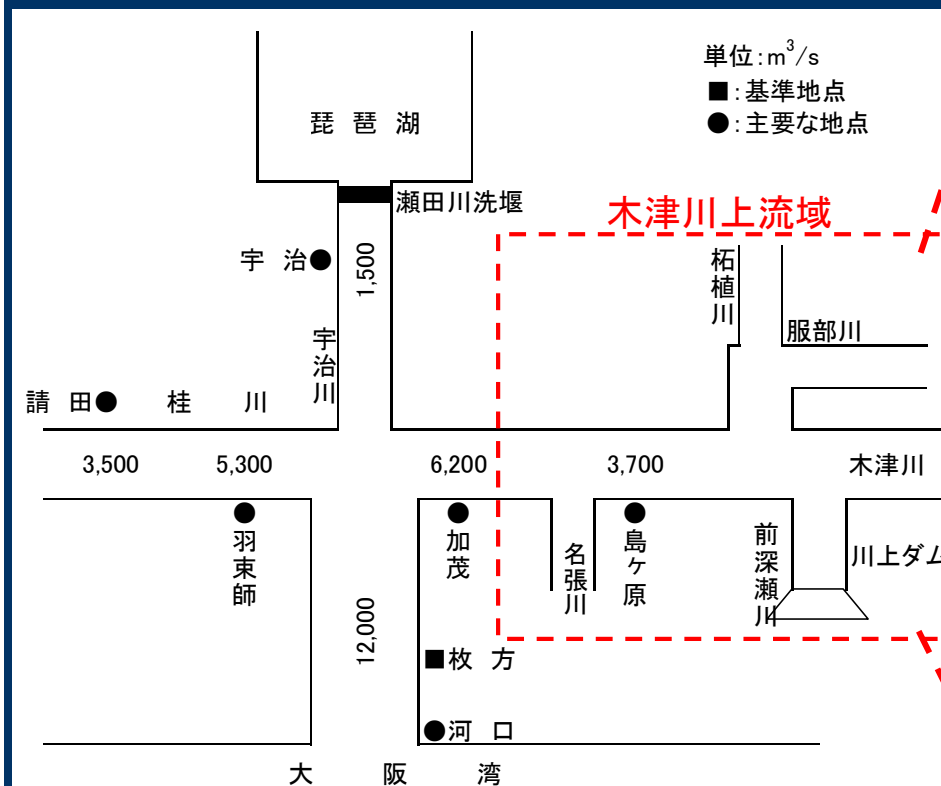 単位:m³/s
■:基準地点
●:主要な地点
琵琶湖
瀬田川洗堰
木津川上流域
宇治●
1,500
柘植川
服部川
宇治川
請田●
桂川
3,500
5,300
6,200
3,700
木津川
羽束師
加茂
名張川
島ヶ原
前深瀬川
川上ダム
12,000
■枚方
●河口
大阪湾